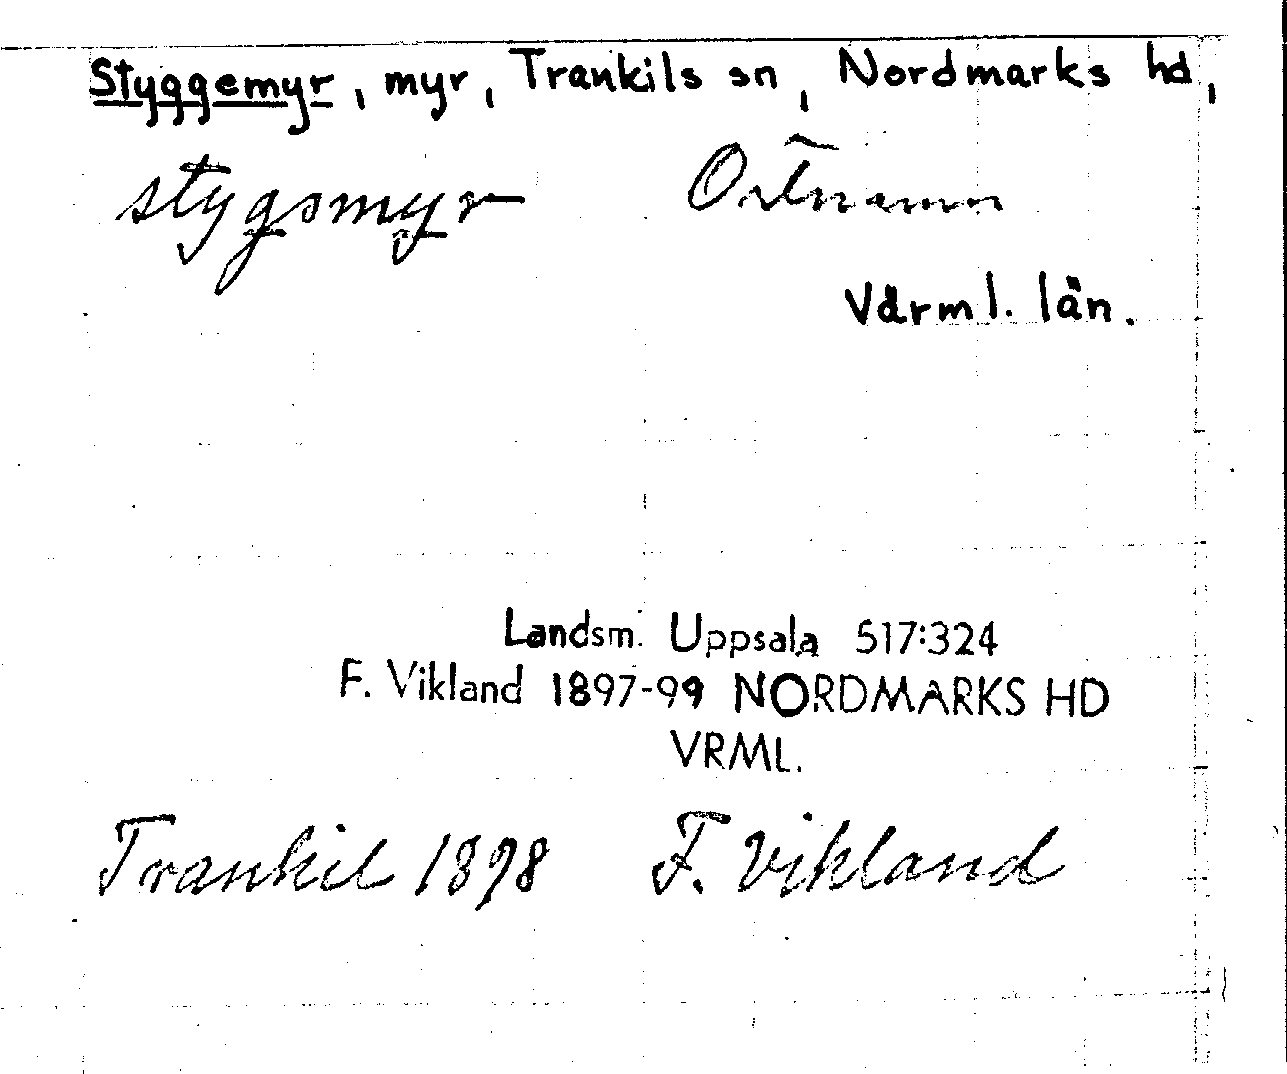 Styggemyr, myr, Trankils sn, Nordmarks hd,
stygsmyr Ortnamn
Värml. län.
Landsm. Uppsala 517:324
F. Vikland 1897-99 NORDMARKS HD
VRML.
Trankil 1898 F. Vikland